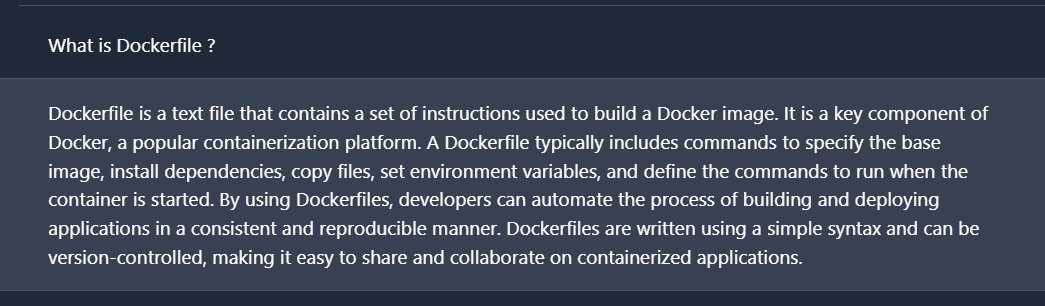 What is Dockerfile ?
Dockerfile is a text file that contains a set of instructions used to build a Docker image. It is a key component of
Docker, a popular containerization platform. A Dockerfile typically includes commands to specify the base
image, install dependencies, copy files, set environment variables, and define the commands to run when the
container is started. By using Dockerfiles, developers can automate the process of building and deploying
applications in a consistent and reproducible manner. Dockerfiles are written using a simple syntax and can be
version-controlled, making it easy to share and collaborate on containerized applications.